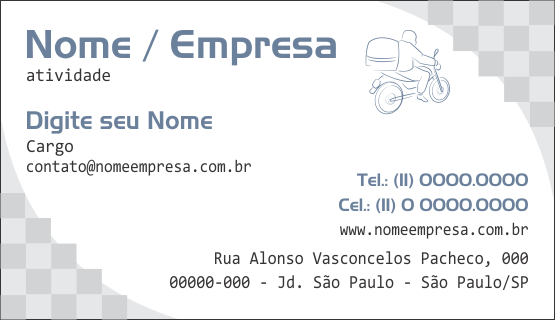 Nome / Empresa
atividade
Digite seu Nome
Cargo
contato@nomeempresa.com.br
Tel.: (11) 0000.0000
Cel.: (11) 0 0000.0000
www.nomeempresa.com.br
Rua Alonso Vasconcelos Pacheco, 000
00000-000 - Jd. São Paulo - São Paulo/SP